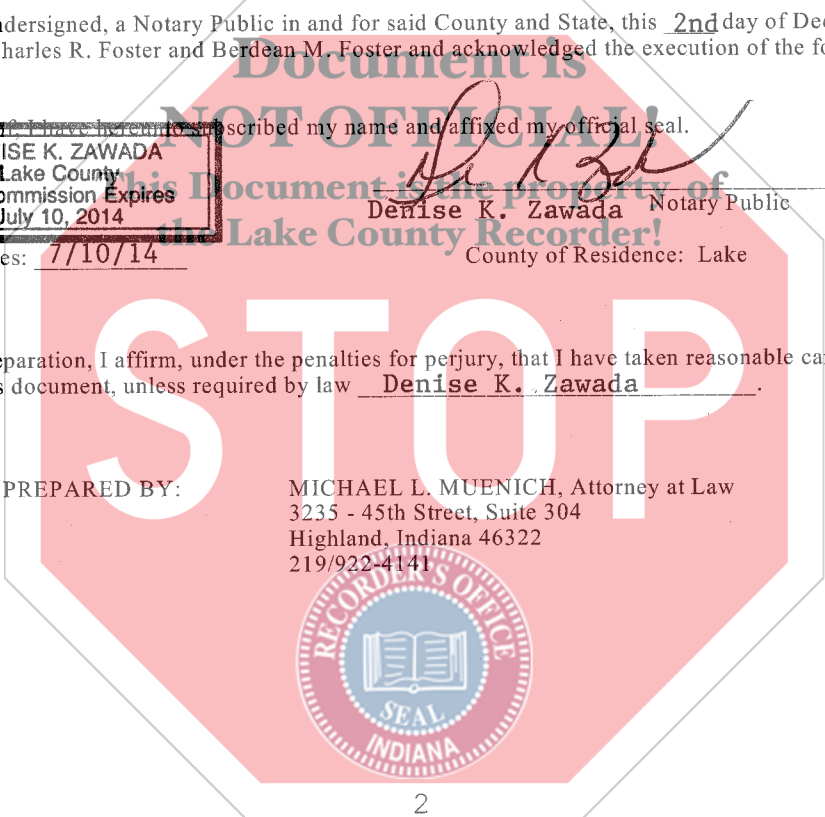 ndersigned, a Notary Public in and for said County and State, this 2nd day of Dec
Charles R. Foster and Berdean M. Foster and acknowledged the execution of the fo
Document is
NOT OFFICIAL!
This Document is the property of
the Lake County Recorder!
f, I have hereunto subscribed my name and affixed my official seal.
ISE K. ZAWADA
Lake County
ommission Expires
July 10, 2014
Denise K. Zawada Notary Public
es: 7/10/14
County of Residence: Lake
STOP
eparation, I affirm, under the penalties for perjury, that I have taken reasonable ca
s document, unless required by law Denise K. Zawada.
PREPARED BY: MICHAEL L. MUENICH, Attorney at Law
3235 - 45th Street, Suite 304
Highland, Indiana 46322
219/922-4141
RECORDER'S OFFICE
SEAL
INDIANA
2